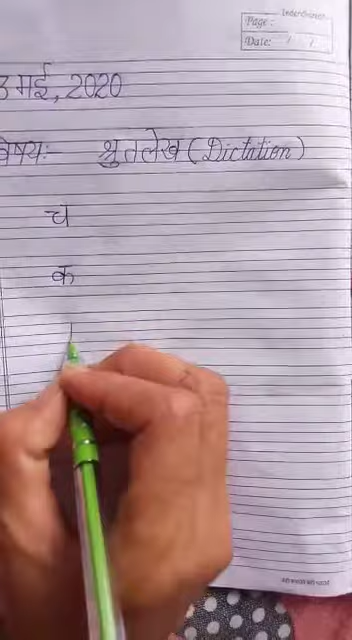 Page :
Date: / /
3 मई, 2020
विषय:- श्रुतलेख (Dictation)
च
क